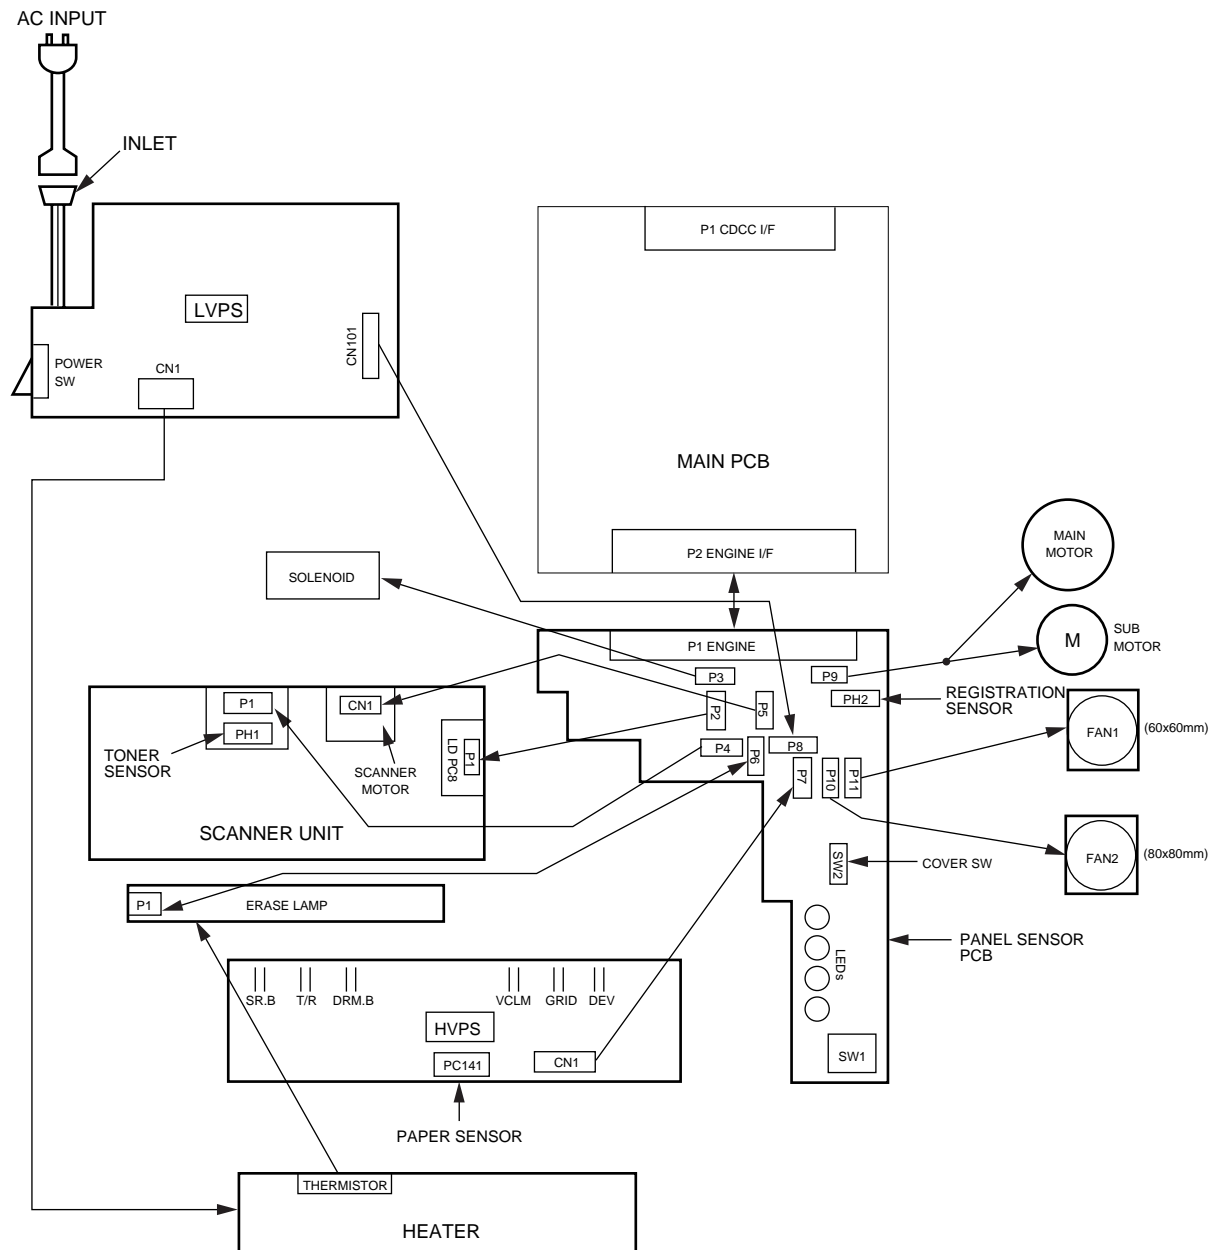 AC INPUT
INLET
LVPS
POWER
SW
CN1
CN101
P1 CDCC I/F
MAIN PCB
P2 ENGINE I/F
SOLENOID
MAIN
MOTOR
M
SUB
MOTOR
P1 ENGINE
P3
P9
P2
P5
PH2
REGISTRATION
SENSOR
P4
P6
P8
P7
P10
P11
FAN1
(60x60mm)
FAN2
(80x80mm)
P1
PH1
TONER
SENSOR
CN1
SCANNER
MOTOR
LD PC8
P1
SCANNER UNIT
SW2
COVER SW
P1
ERASE LAMP
LEDs
PANEL SENSOR
PCB
SW1
SR.B
T/R
DRM.B
VCLM
GRID
DEV
HVPS
PC141
CN1
PAPER SENSOR
THERMISTOR
HEATER